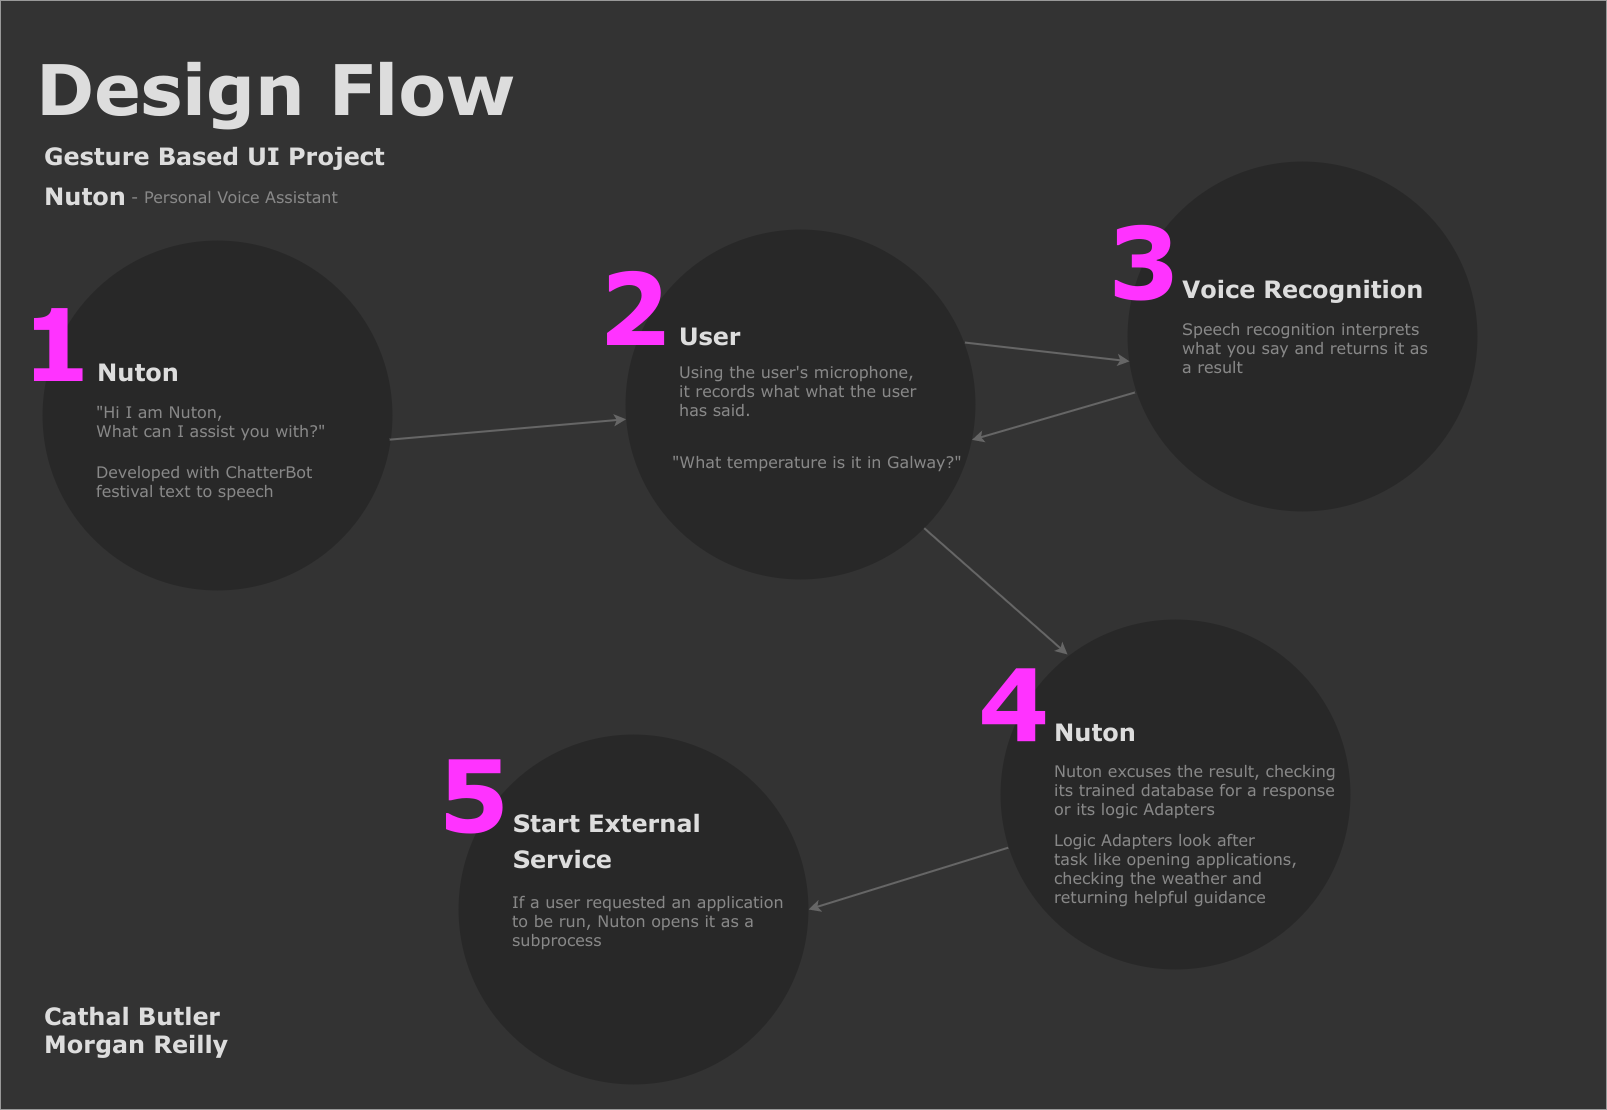 Design Flow
Gesture Based UI Project
Nuton - Personal Voice Assistant
1
Nuton
"Hi I am Nuton,
What can I assist you with?"
Developed with ChatterBot
festival text to speech
2
User
Using the user's microphone,
it records what what the user
has said.
"What temperature is it in Galway?"
3
Voice Recognition
Speech recognition interprets
what you say and returns it as
a result
4
Nuton
Nuton excuses the result, checking
its trained database for a response
or its logic Adapters
Logic Adapters look after
task like opening applications,
checking the weather and
returning helpful guidance
5
Start External
Service
If a user requested an application
to be run, Nuton opens it as a
subprocess
Cathal Butler
Morgan Reilly